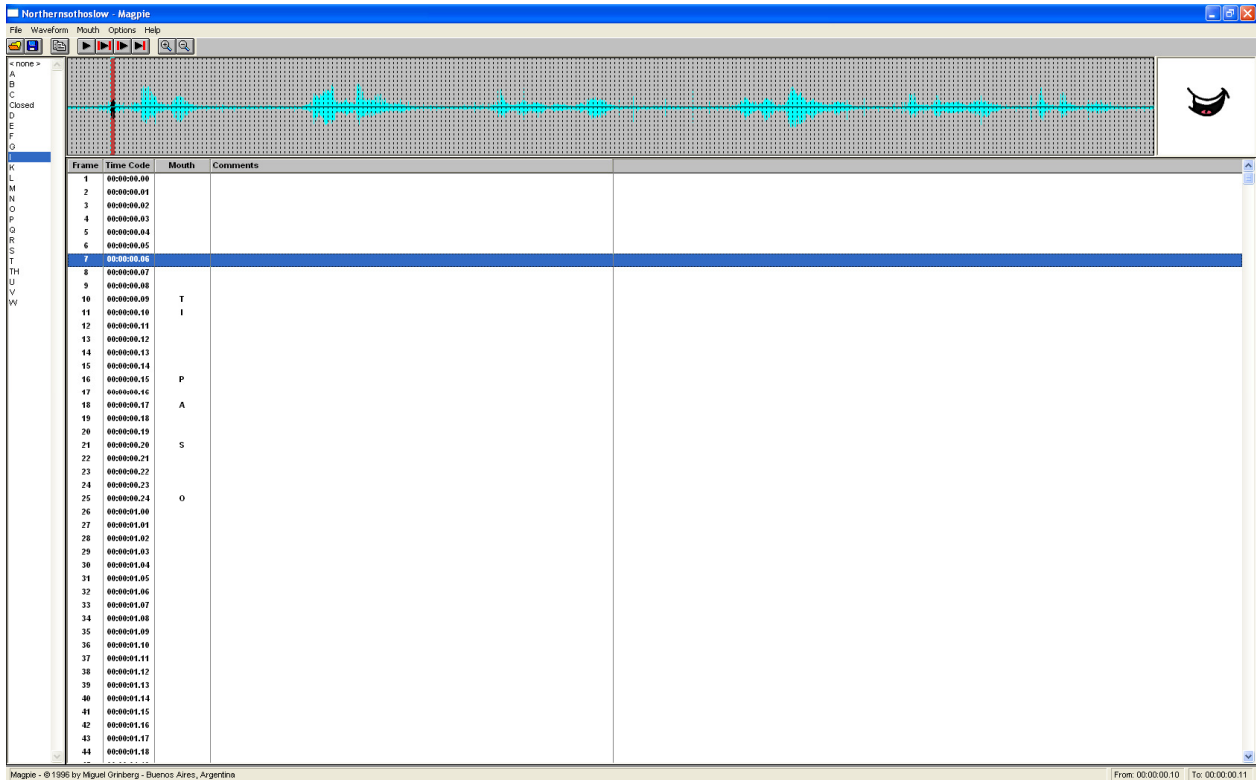 Northernsothoslow - Magpie
File Waveform Mouth Options Help
< none >
A
B
C
Closed
D
E
F
G
I
K
L
M
N
O
P
Q
R
S
T
TH
U
V
W
Frame Time Code Mouth Comments
1 00:00:00.00
2 00:00:00.01
3 00:00:00.02
4 00:00:00.03
5 00:00:00.04
6 00:00:00.05
7 00:00:00.06
8 00:00:00.07
9 00:00:00.08
10 00:00:00.09 T
11 00:00:00.10 I
12 00:00:00.11
13 00:00:00.12
14 00:00:00.13
15 00:00:00.14
16 00:00:00.15 P
17 00:00:00.16
18 00:00:00.17 A
19 00:00:00.18
20 00:00:00.19
21 00:00:00.20 S
22 00:00:00.21
23 00:00:00.22
24 00:00:00.23
25 00:00:00.24 O
26 00:00:01.00
27 00:00:01.01
28 00:00:01.02
29 00:00:01.03
30 00:00:01.04
31 00:00:01.05
32 00:00:01.06
33 00:00:01.07
34 00:00:01.08
35 00:00:01.09
36 00:00:01.10
37 00:00:01.11
38 00:00:01.12
39 00:00:01.13
40 00:00:01.14
41 00:00:01.15
42 00:00:01.16
43 00:00:01.17
44 00:00:01.18
Magpie - © 1996 by Miguel Grinberg - Buenos Aires, Argentina
From: 00:00:00.10 To: 00:00:00.11